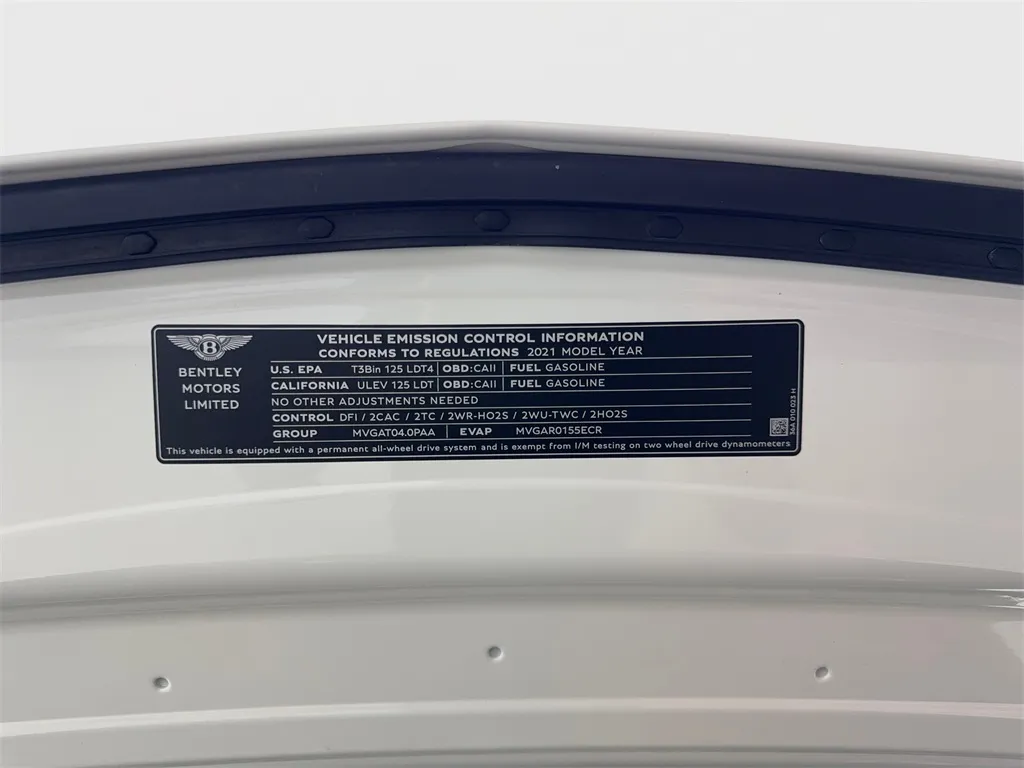 VEHICLE EMISSION CONTROL INFORMATION
CONFORMS TO REGULATIONS 2021 MODEL YEAR
B
BENTLEY
MOTORS
LIMITED
U.S. EPA T3Bin 125 LDT4 OBD:CAII FUEL GASOLINE
CALIFORNIA ULEV 125 LDT OBD:CAII FUEL GASOLINE
NO OTHER ADJUSTMENTS NEEDED
CONTROL DFI / 2CAC / 2TC / 2WR-HO2S / 2WU-TWC / 2HO2S
GROUP MVGAT04.0PAA EVAP MVGAR0155ECR
This vehicle is equipped with a permanent all-wheel drive system and is exempt from I/M testing on two wheel drive dynamometers
36A 010 023 H